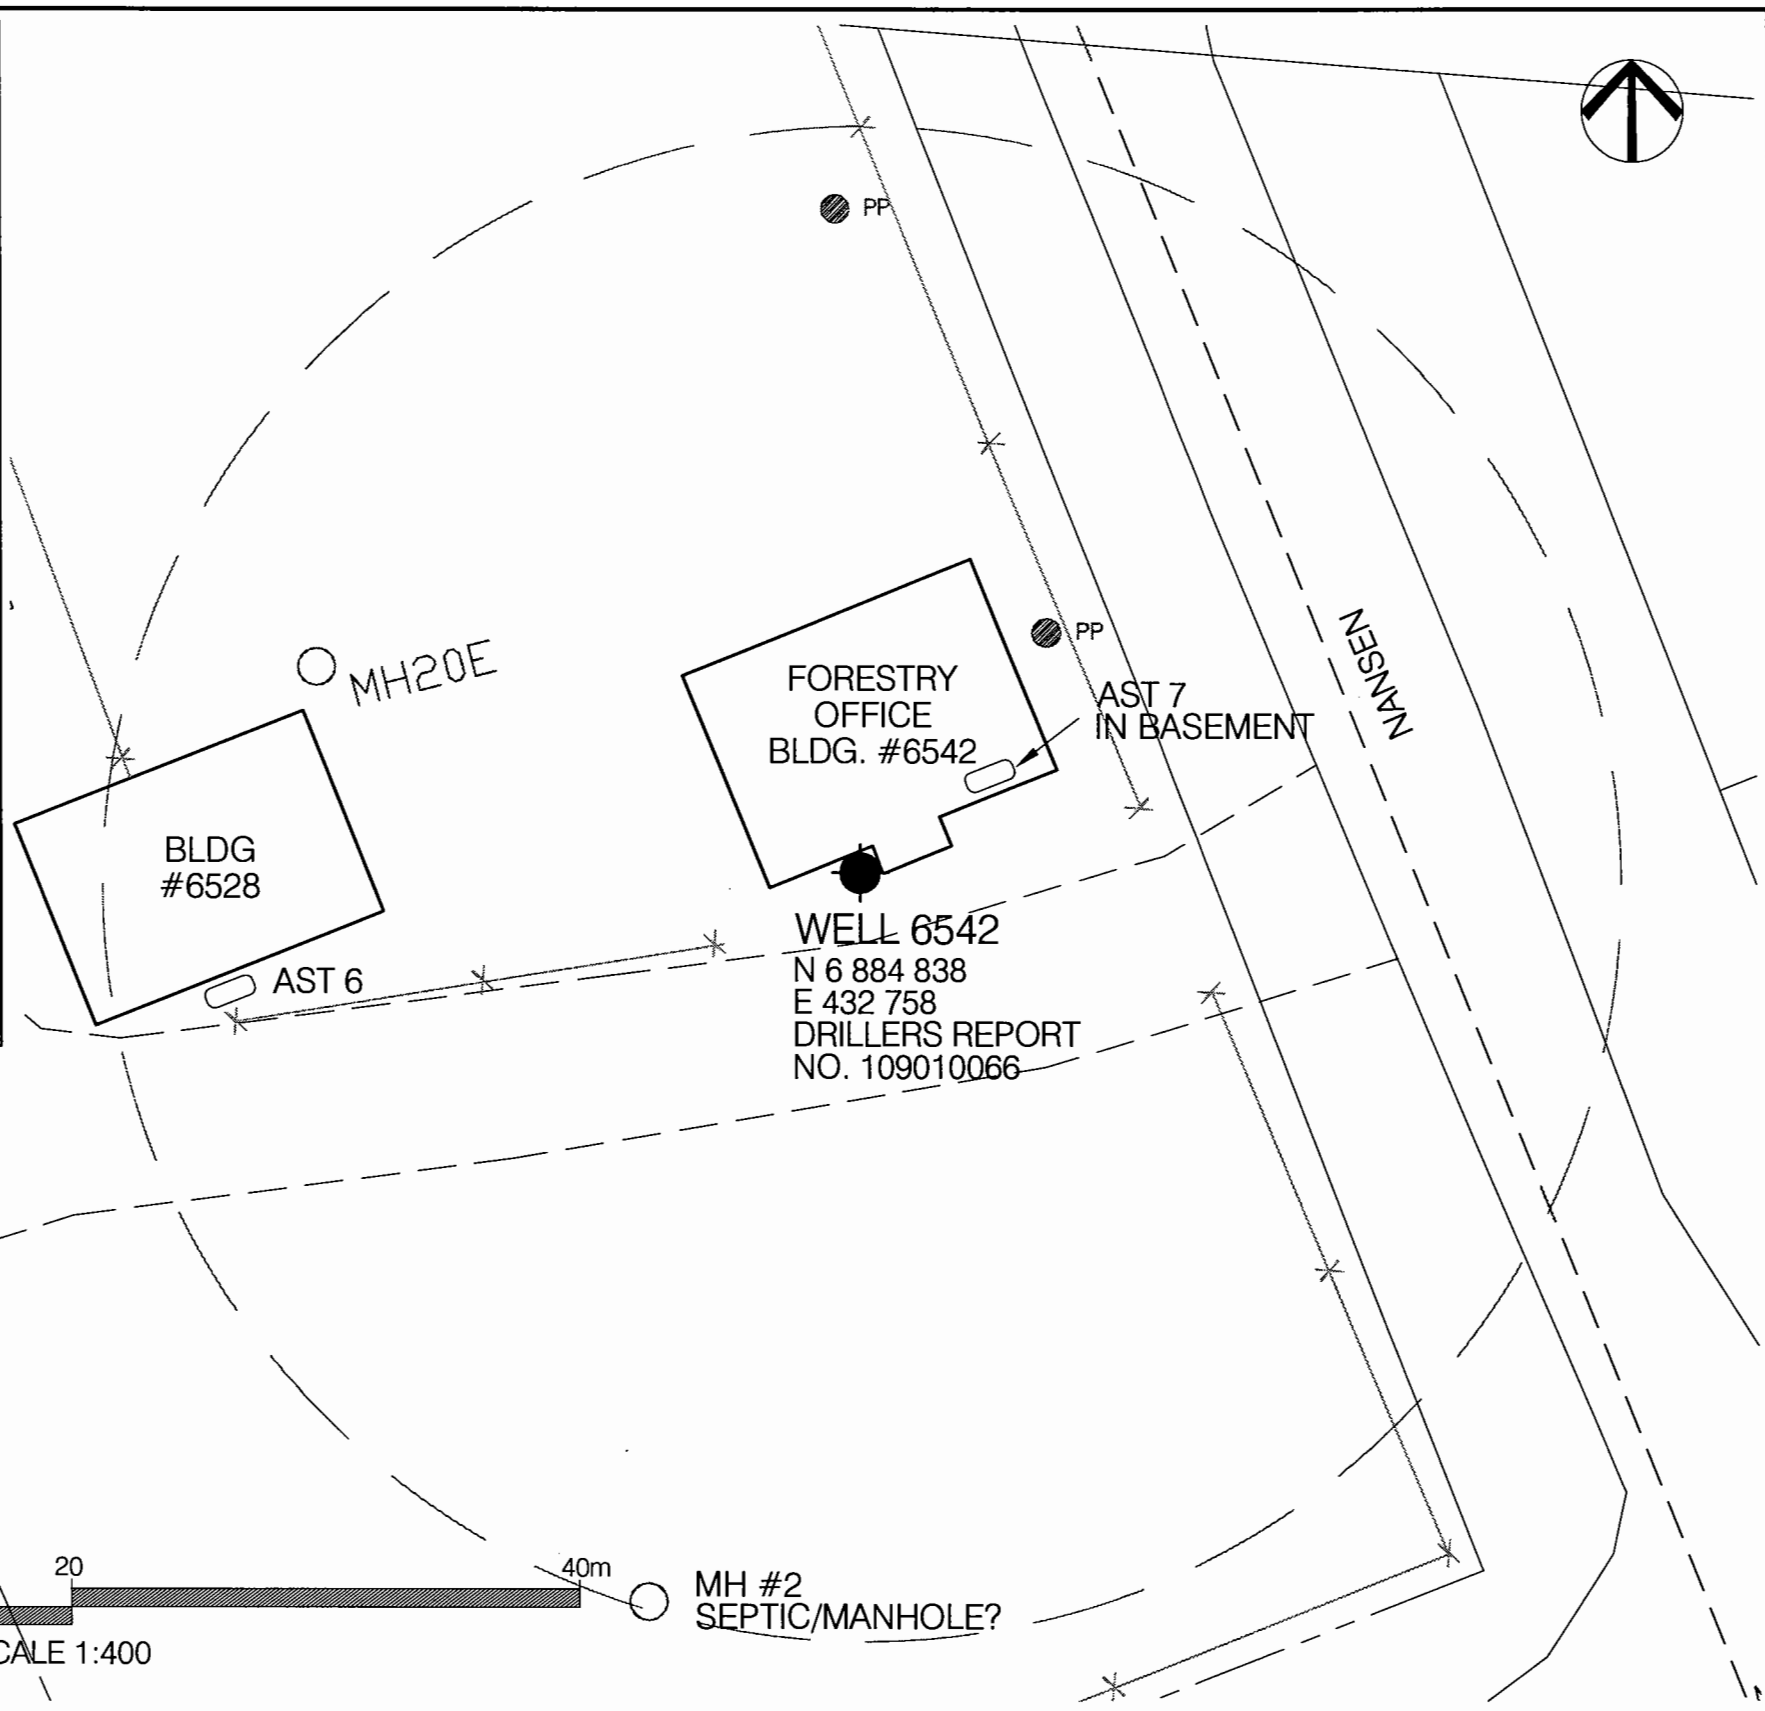 PP
PP
MH20E
FORESTRY
OFFICE
BLDG. #6542
AST 7
IN BASEMENT
NANSEN
BLDG
#6528
AST 6
WELL 6542
N 6 884 838
E 432 758
DRILLERS REPORT
NO. 109010066
20
40m
CALE 1:400
MH #2
SEPTIC/MANHOLE?